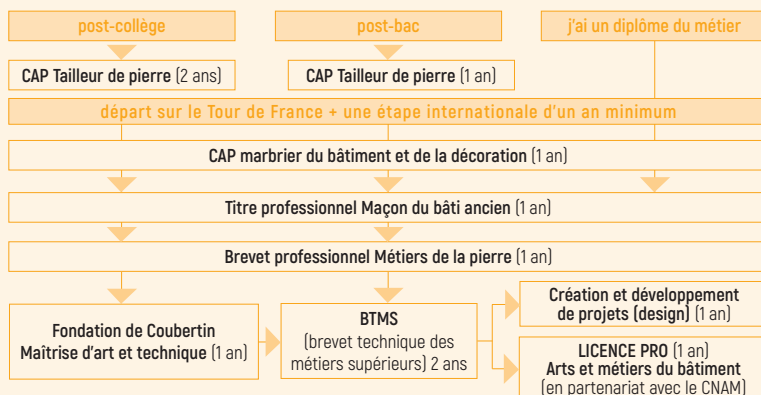 post-collège
post-bac
j'ai un diplôme du métier
CAP Tailleur de pierre (2 ans)
CAP Tailleur de pierre (1 an)
départ sur le Tour de France + une étape internationale d'un an minimum
CAP marbrier du bâtiment et de la décoration (1 an)
Titre professionnel Maçon du bâti ancien (1 an)
Brevet professionnel Métiers de la pierre (1 an)
Fondation de Coubertin
Maîtrise d'art et technique (1 an)
BTMS
(brevet technique des
métiers supérieurs) 2 ans
Création et développement
de projets (design) (1 an)
LICENCE PRO (1 an)
Arts et métiers du bâtiment
(en partenariat avec le CNAM)